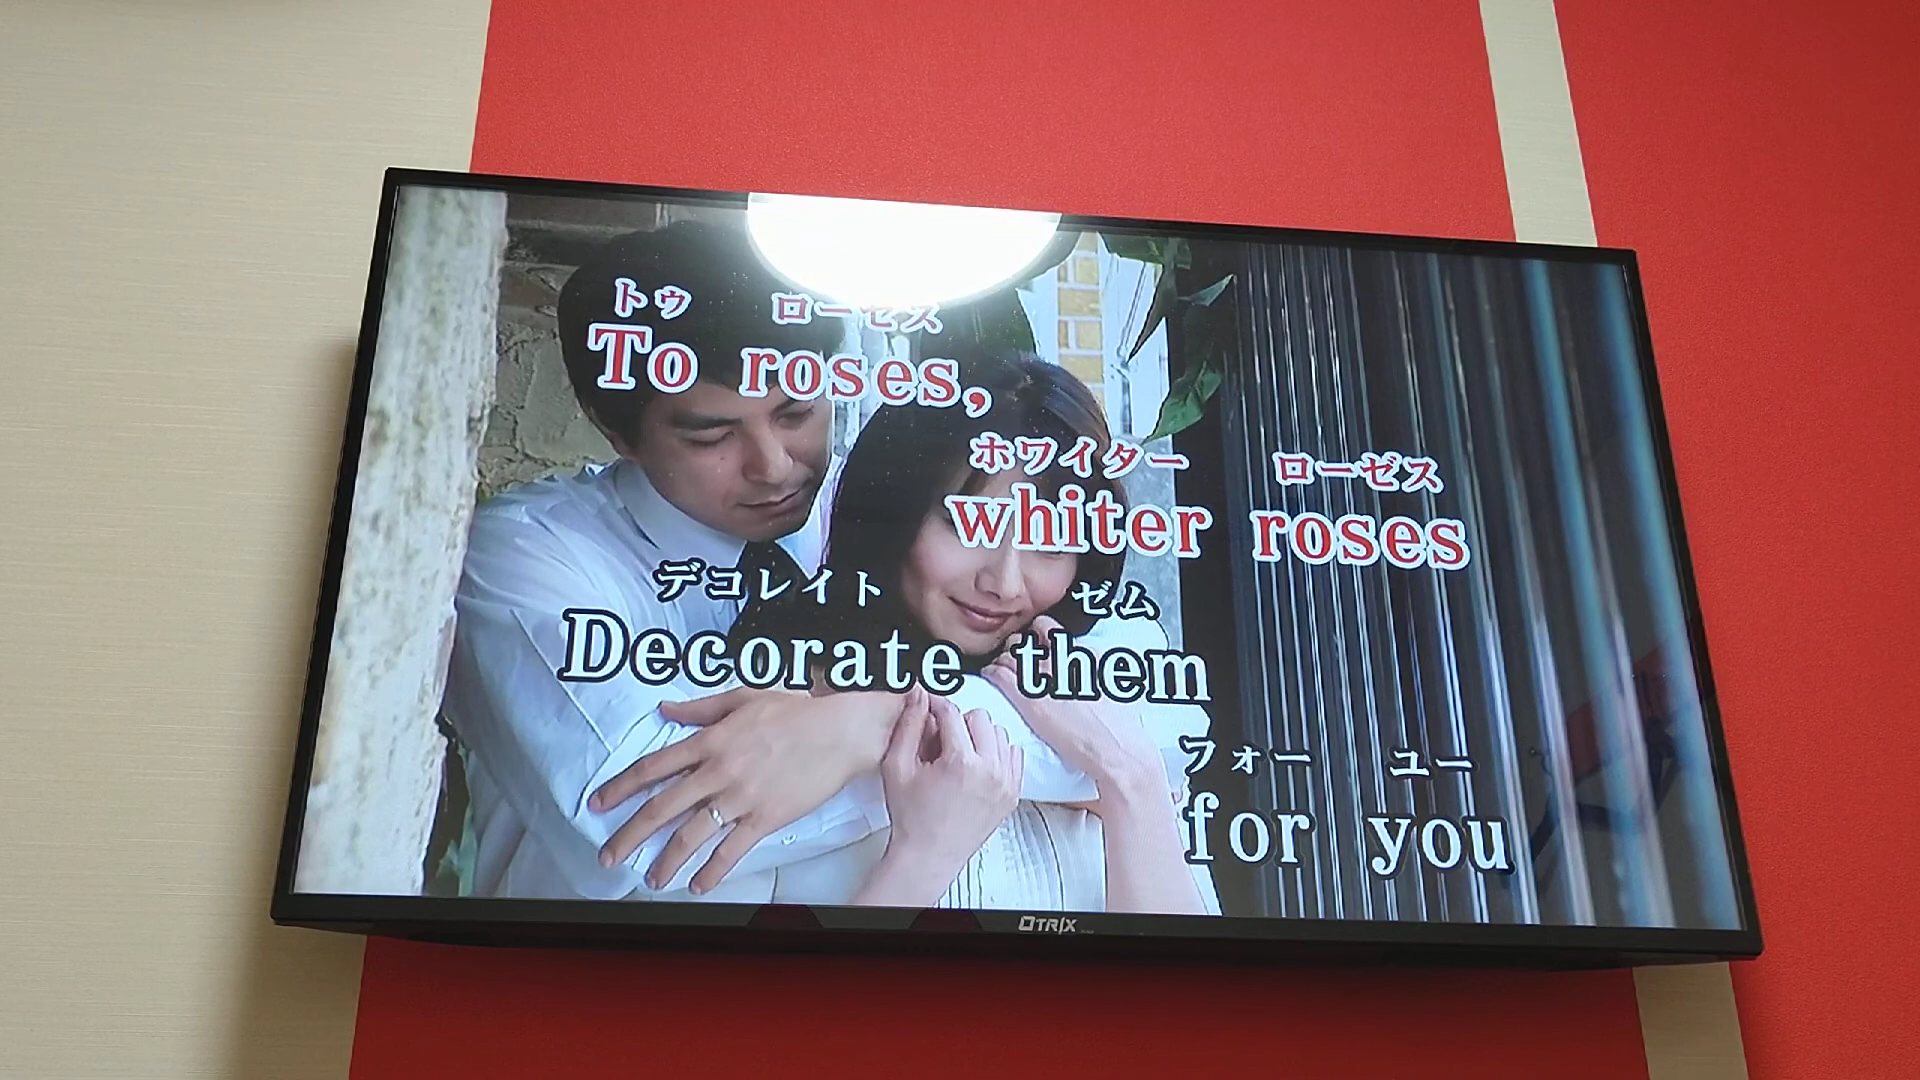 トゥ ローゼス
To roses,
ホワイター ローゼス
whiter roses
デコレイト ゼム
Decorate them
フォー ユー
for you
QTRIX